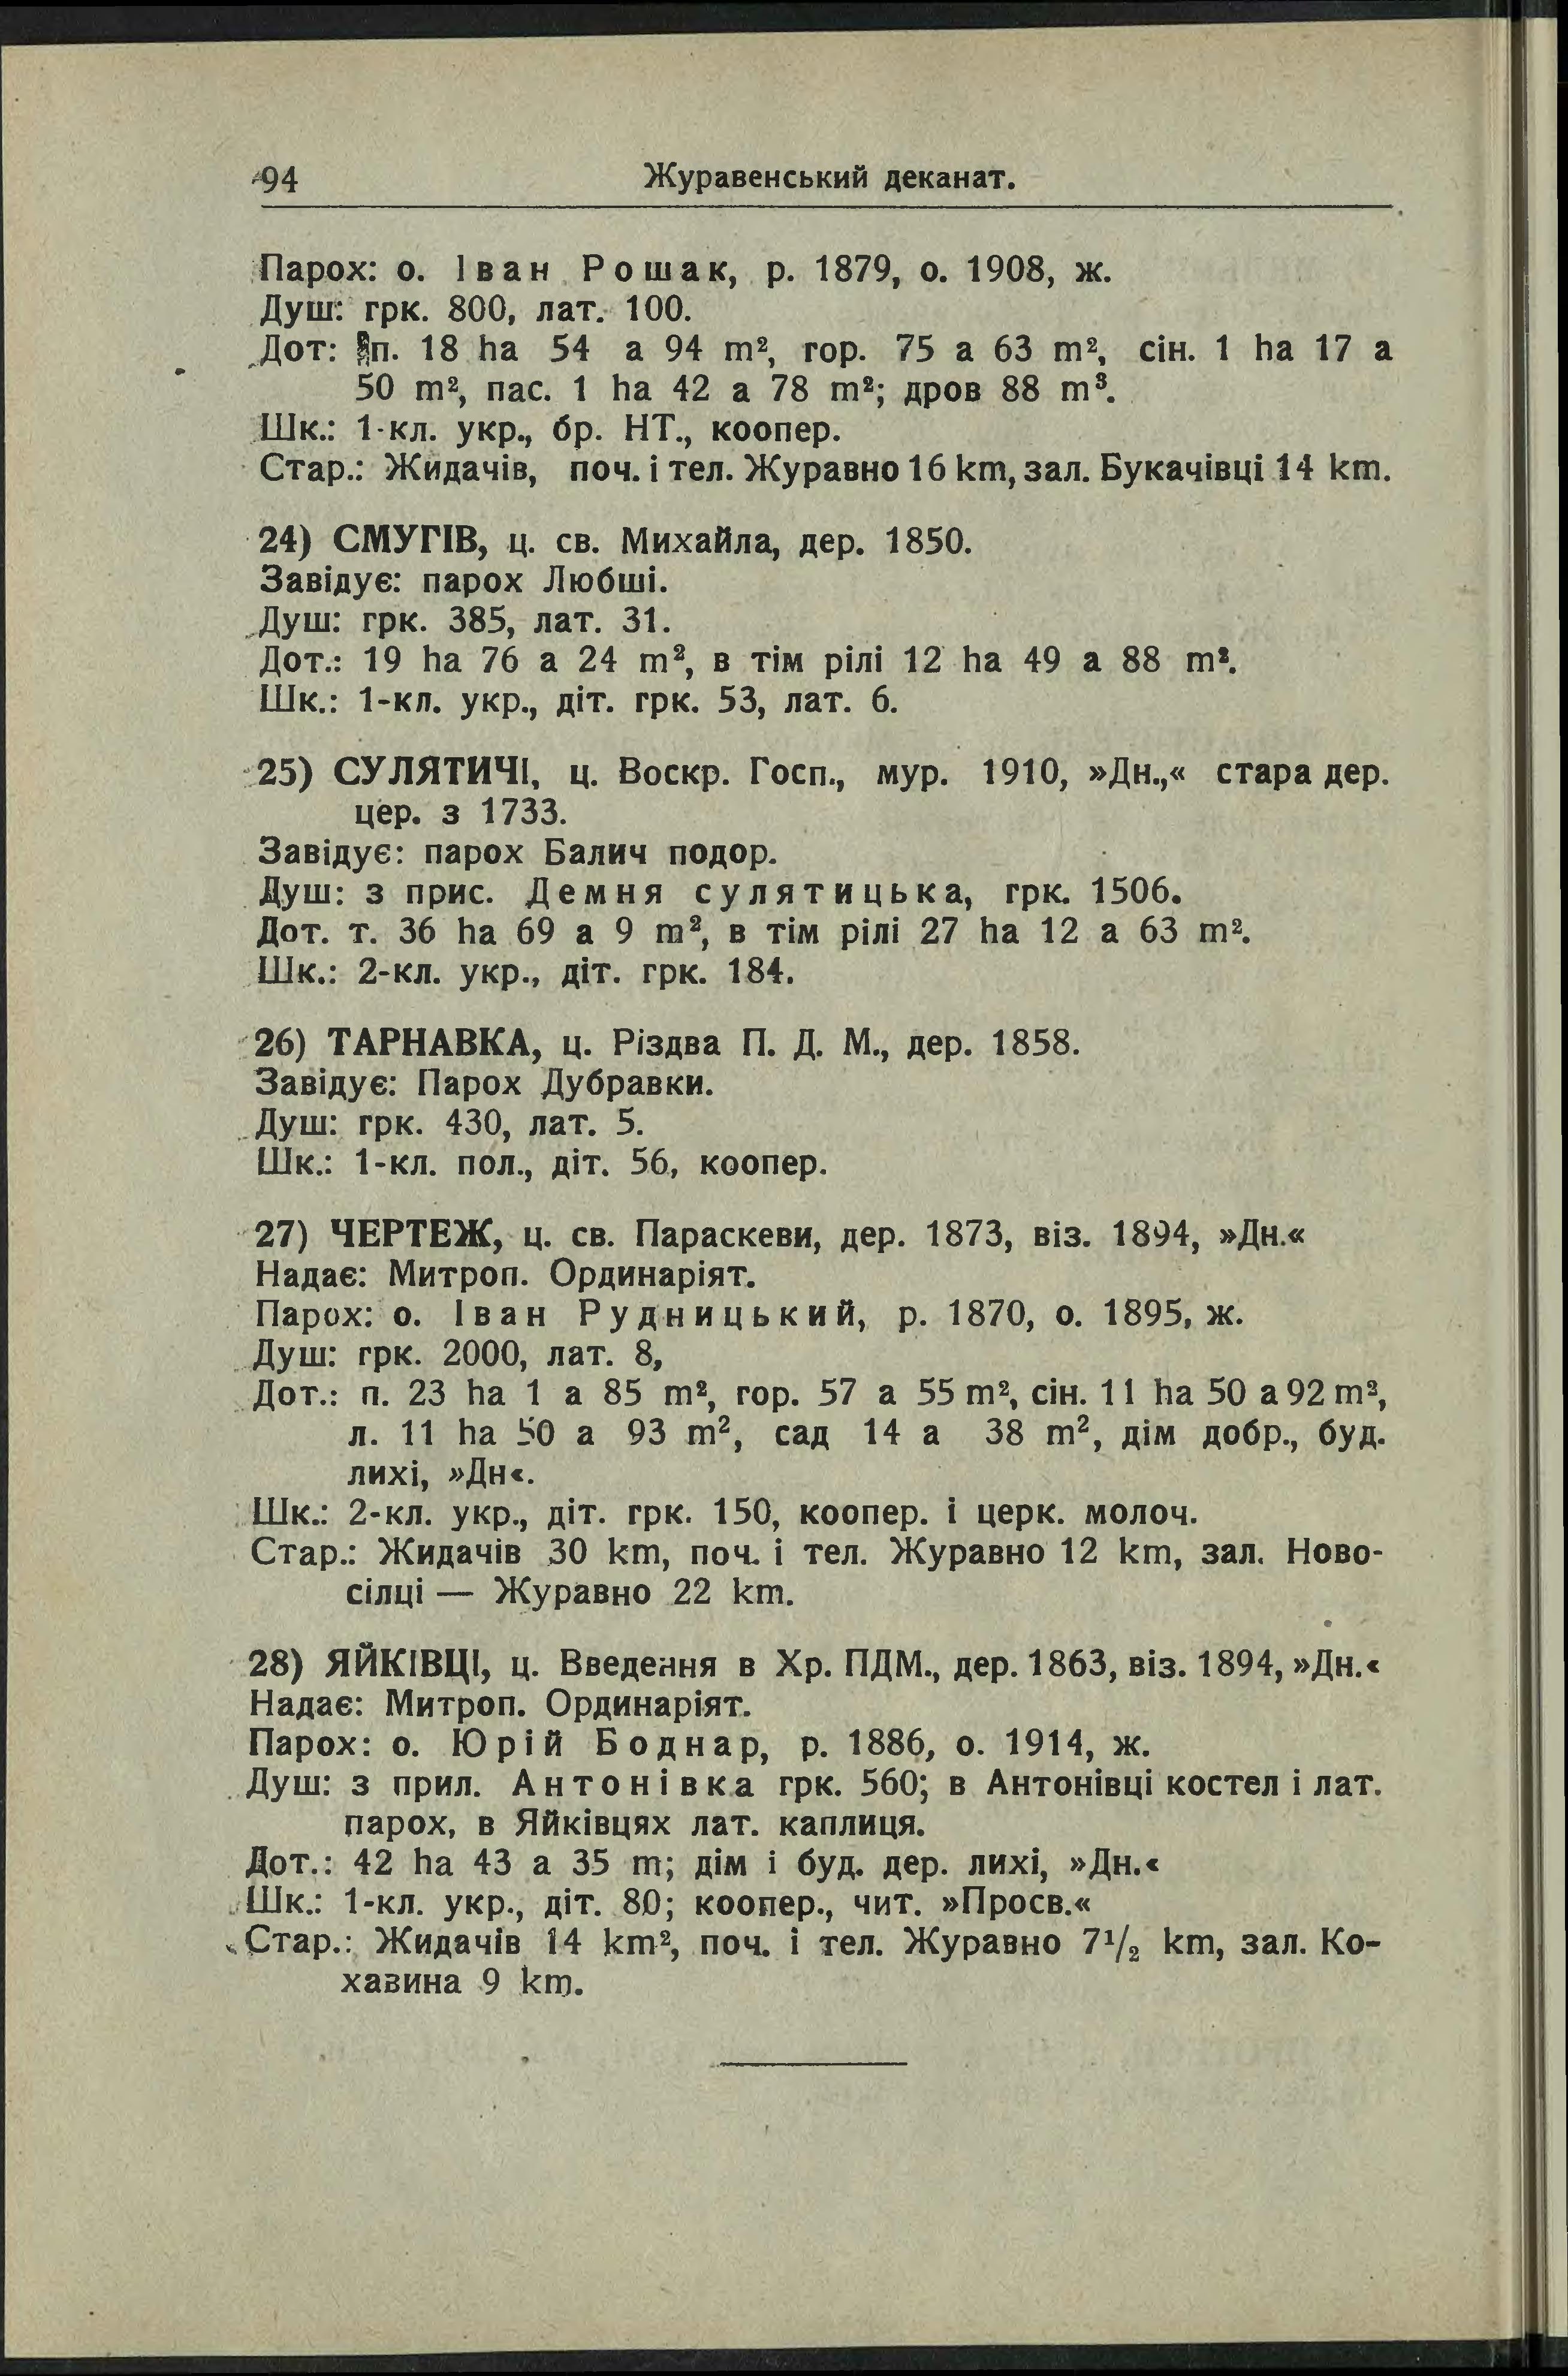 94 Журавенський деканат.
Парох: о. Іван Рошак, р. 1879, о. 1908, ж.
Душ: грк. 800, лат. 100.
Дот: п. 18 ha 54 a 94 m², гор. 75 a 63 m², сін. 1 ha 17 a
50 m², пас. 1 ha 42 a 78 m²; дров 88 m³.
Шк.: 1-кл. укр., бр. НТ., коопер.
Стар.: Жидачів, поч. і тел. Журавно 16 km, зал. Букачівці 14 km.
24) СМУГІВ, ц. св. Михайла, дер. 1850.
Завідує: парох Любші.
Душ: грк. 385, лат. 31.
Дот.: 19 ha 76 a 24 m², в тім рілі 12 ha 49 a 88 m².
Шк.: 1-кл. укр., діт. грк. 53, лат. 6.
25) СУЛЯТИЧІ, ц. Воскр. Госп., мур. 1910, »Дн.,« стара дер.
цер. з 1733.
Завідує: парох Балич подор.
Душ: з прис. Демня сулятицька, грк. 1506.
Дот. т. 36 ha 69 a 9 m², в тім рілі 27 ha 12 a 63 m².
Шк.: 2-кл. укр., діт. грк. 184.
26) ТАРНАВКА, ц. Різдва П. Д. М., дер. 1858.
Завідує: Парох Дубравки.
Душ: грк. 430, лат. 5.
Шк.: 1-кл. пол., діт. 56, коопер.
27) ЧЕРТЕЖ, ц. св. Параскеви, дер. 1873, віз. 1894, »Дн.«
Надає: Митроп. Ординаріят.
Парох: о. Іван Рудницький, р. 1870, о. 1895, ж.
Душ: грк. 2000, лат. 8,
Дот.: п. 23 ha 1 a 85 m², гор. 57 a 55 m², сін. 11 ha 50 a 92 m²,
л. 11 ha 50 a 93 m², сад 14 a 38 m², дім добр., буд.
лихі, »Дн«.
Шк.: 2-кл. укр., діт. грк. 150, коопер. і церк. молоч.
Стар.: Жидачів 30 km, поч. і тел. Журавно 12 km, зал. Ново-
сілці — Журавно 22 km.
28) ЯЙКІВЦІ, ц. Введення в Хр. ПДМ., дер. 1863, віз. 1894, »Дн.«
Надає: Митроп. Ординаріят.
Парох: о. Юрій Боднар, р. 1886, о. 1914, ж.
Душ: з прил. Антонівка грк. 560; в Антонівці костел і лат.
парох, в Яйківцях лат. каплиця.
Дот.: 42 ha 43 a 35 m; дім і буд. дер. лихі, »Дн.«
Шк.: 1-кл. укр., діт. 80; коопер., чит. »Просв.«
Стар.: Жидачів 14 km², поч. і тел. Журавно 7¹/₂ km, зал. Ко-
хавина 9 km.